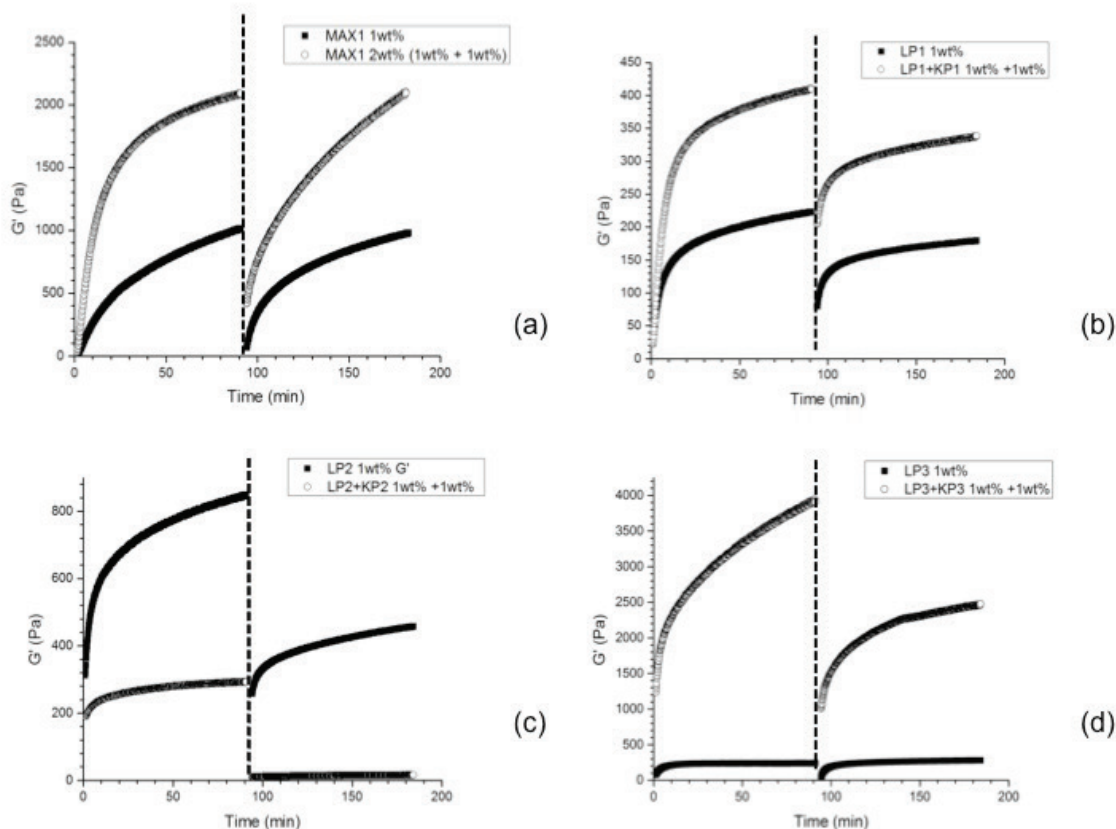 MAX1 1wt%
MAX1 2wt% (1wt% + 1wt%)
2500
2000
1500
1000
500
0
G' (Pa)
0 50 100 150 200
Time (min)
(a)
LP1 1wt%
LP1+KP1 1wt% +1wt%
450
400
350
300
250
200
150
100
50
0
G' (Pa)
0 50 100 150 200
Time (min)
(b)
LP2 1wt% G'
LP2+KP2 1wt% +1wt%
800
600
400
200
0
G' (Pa)
0 50 100 150 200
Time (min)
(c)
LP3 1wt%
LP3+KP3 1wt% +1wt%
4000
3500
3000
2500
2000
1500
1000
500
0
G' (Pa)
0 50 100 150 200
Time (min)
(d)